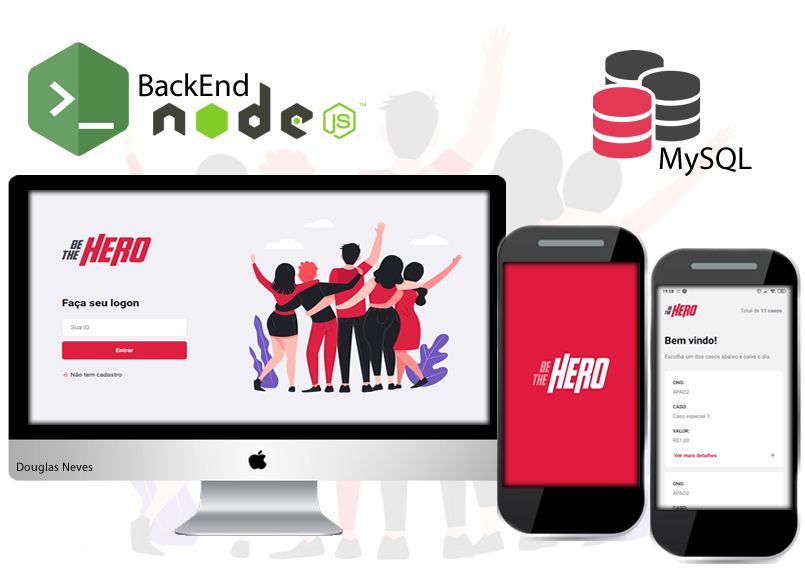 BackEnd
node
JS
TM
MySQL
BE
THE
HERO
Faça seu logon
Sua ID
Entrar
Não tem cadastro
Douglas Neves
BE
THE
HERO
19:58
BE
THE
HERO
Total de 11 casos
Bem vindo!
Escolha um dos casos abaixo e salve o dia.
ONG:
APAD2
CASO:
Caso especial 1
VALOR:
R$1,00
Ver mais detalhes
ONG:
APAD2
CASO: